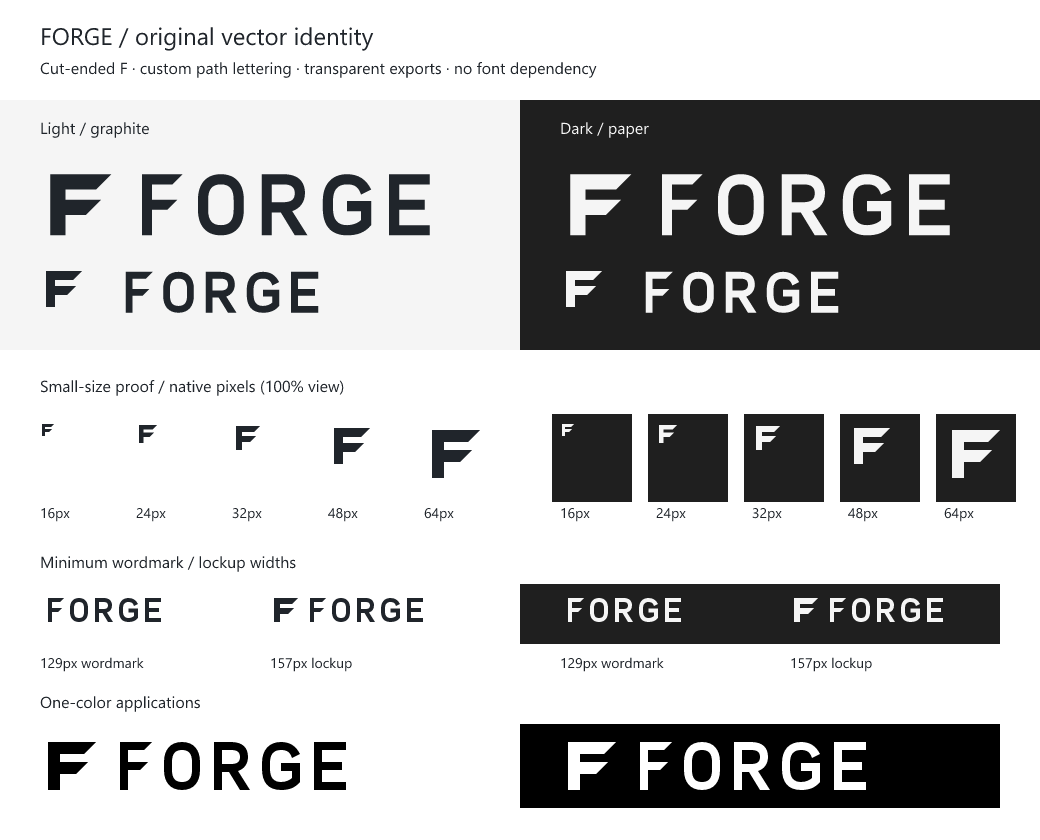 FORGE / original vector identity
Cut-ended F · custom path lettering · transparent exports · no font dependency
Light / graphite
F FORGE
F FORGE
Dark / paper
F FORGE
F FORGE
Small-size proof / native pixels (100% view)
F F F F F
16px 24px 32px 48px 64px
F F F F F
16px 24px 32px 48px 64px
Minimum wordmark / lockup widths
FORGE F FORGE
129px wordmark 157px lockup
FORGE F FORGE
129px wordmark 157px lockup
One-color applications
F FORGE
F FORGE